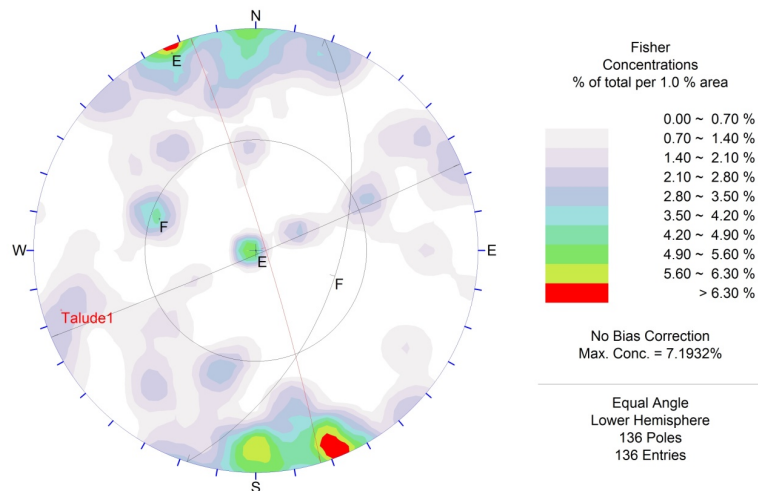 N
E
W
E
S
F
E
F
Talude1
Fisher
Concentrations
% of total per 1.0 % area
0.00 ~ 0.70 %
0.70 ~ 1.40 %
1.40 ~ 2.10 %
2.10 ~ 2.80 %
2.80 ~ 3.50 %
3.50 ~ 4.20 %
4.20 ~ 4.90 %
4.90 ~ 5.60 %
5.60 ~ 6.30 %
> 6.30 %
No Bias Correction
Max. Conc. = 7.1932%
Equal Angle
Lower Hemisphere
136 Poles
136 Entries